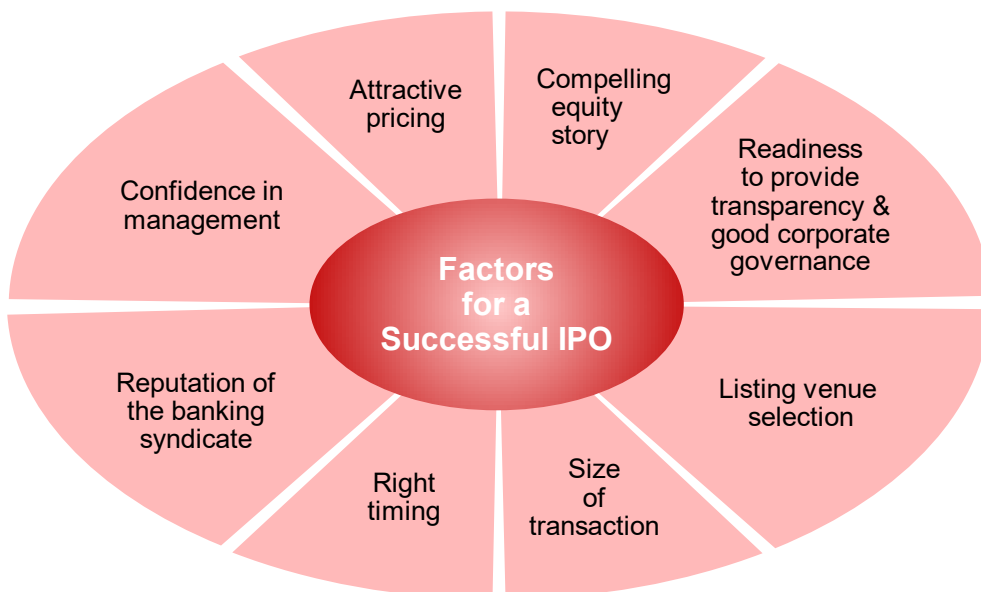 Attractive
pricing
Compelling
equity
story
Readiness
to provide
transparency &
good corporate
governance
Confidence in
management
Factors
for a
Successful IPO
Reputation of
the banking
syndicate
Listing venue
selection
Right
timing
Size
of
transaction